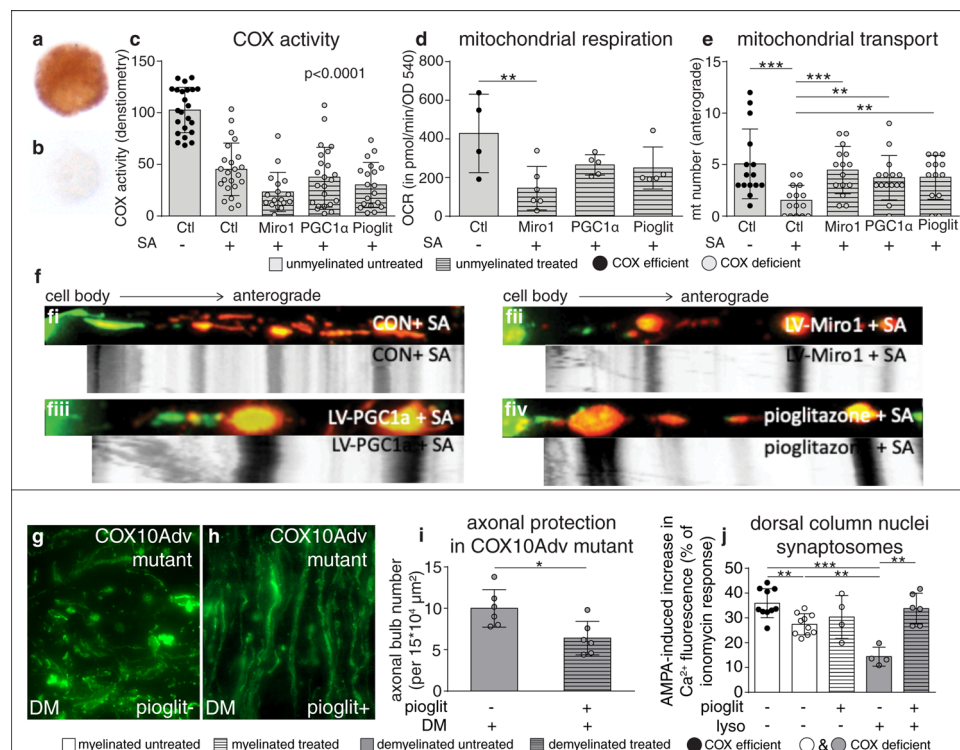 a
b
c
COX activity
COX activity (denstiometry)
150
100
50
0
p<0.0001
Ctl Ctl Miro1 PGC1α Pioglit
SA - + + + +
d
mitochondrial respiration
OCR (in pmol/min/OD 540)
800
600
400
200
0
**
Ctl Miro1 PGC1α Pioglit
SA - + + +
e
mitochondrial transport
mt number (anterograde)
15
10
5
0
***
***
**
**
Ctl Ctl Miro1 PGC1α Pioglit
SA - + + + +
unmyelinated untreated unmyelinated treated COX efficient COX deficient
f
cell body anterograde
fi
CON+ SA
CON+ SA
cell body anterograde
fii
LV-Miro1 + SA
LV-Miro1 + SA
fiii
LV-PGC1a + SA
LV-PGC1a + SA
fiv
pioglitazone + SA
pioglitazone + SA
g
COX10Adv
mutant
DM pioglit-
h
COX10Adv
mutant
DM pioglit+
i
axonal protection
in COX10Adv mutant
axonal bulb number
(per 15*10⁴ µm²)
15
10
5
0
*
pioglit - +
DM + +
j
dorsal column nuclei
synaptosomes
AMPA-induced increase in
Ca²⁺ fluorescence (% of
ionomycin response)
40
30
20
10
0
***
**
**
**
pioglit - - + - +
lyso - - - + +
myelinated untreated myelinated treated demyelinated untreated demyelinated treated COX efficient & COX deficient